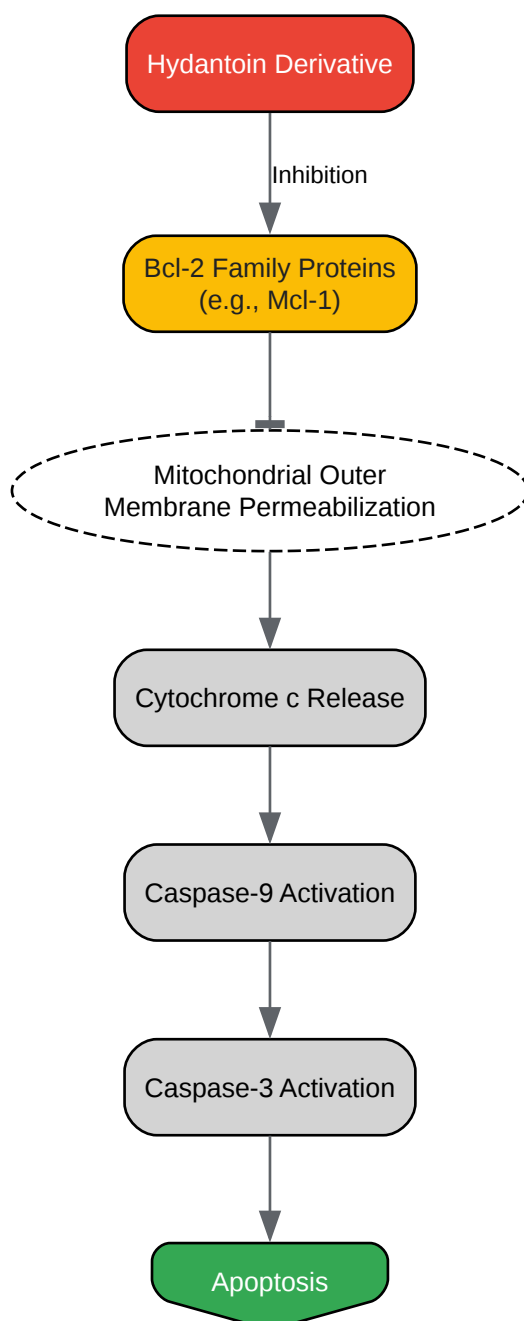 Hydantoin Derivative
Inhibition
Bcl-2 Family Proteins
(e.g., Mcl-1)
Mitochondrial Outer
Membrane Permeabilization
Cytochrome c Release
Caspase-9 Activation
Caspase-3 Activation
Apoptosis